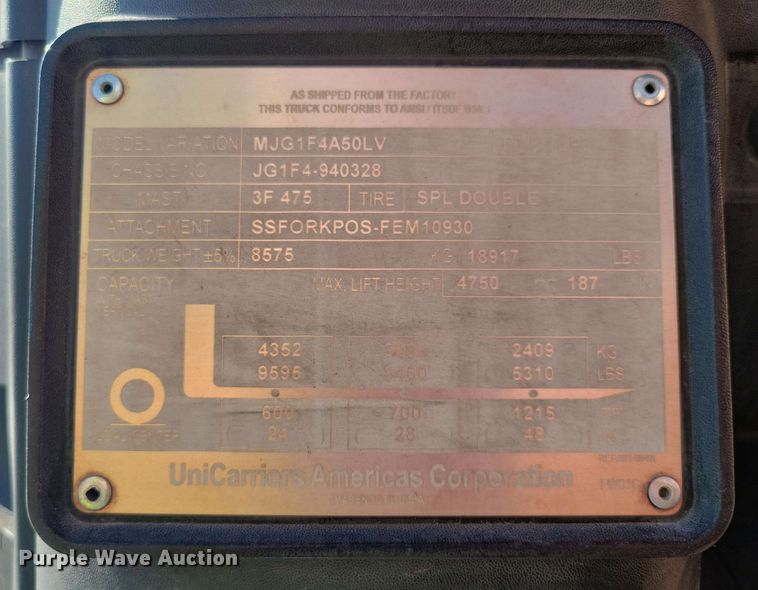 AS SHIPPED FROM THE FACTORY
THIS TRUCK CONFORMS TO ANSI / ITSDF B56.1
MODEL VARIATION MJG1F4A50LV
CHASSIS NO. JG1F4-940328
MAST 3F 475 TIRE SPL DOUBLE
ATTACHMENT SSFORKPOS-FEM10930
TRUCK WEIGHT ±5% 8575 KG 18917 LBS
CAPACITY MAX. LIFT HEIGHT 4750 187
4352 2409 KG
9595 5310 LBS
600 700 1215
( 24 ) ( 28 ) ( 48 )
LOAD CENTER
UniCarriers Americas Corporation
Purple Wave Auction